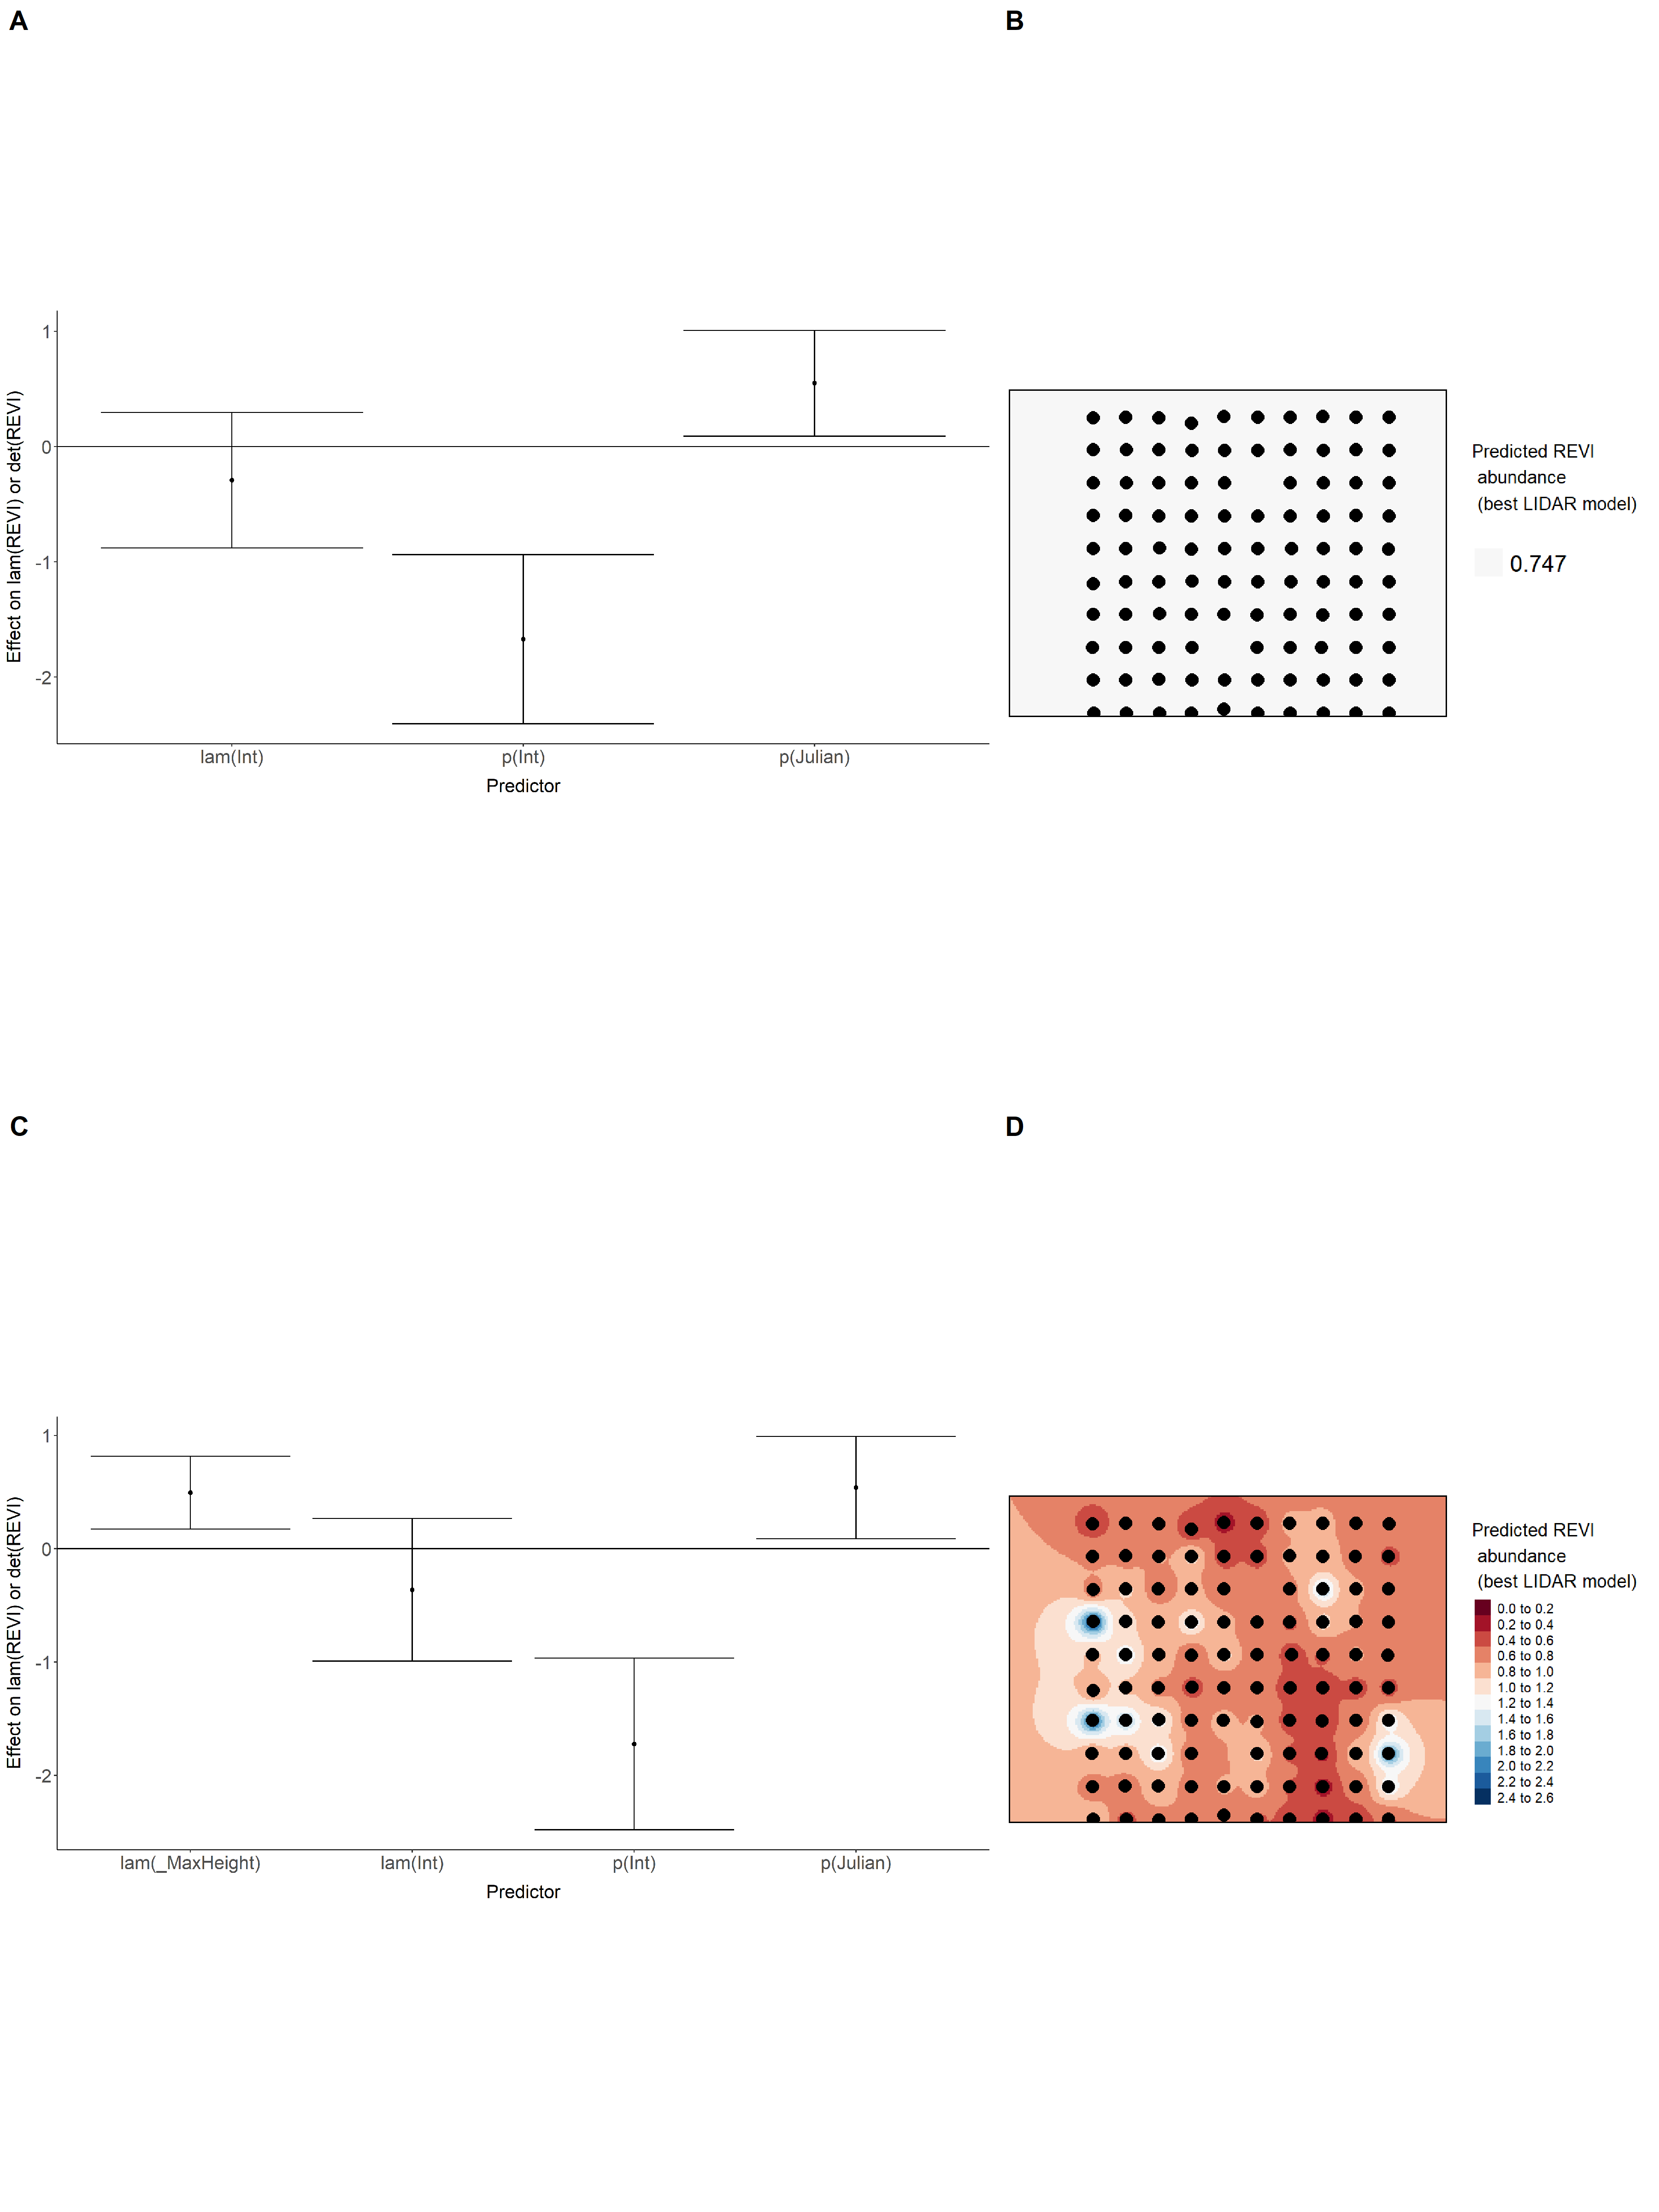 A
B
Effect on lam(REVI) or det(REVI)
1
0
-1
-2
lam(Int)
p(Int)
p(Julian)
Predictor
Predicted REVI
abundance
(best LIDAR model)
0.747
C
D
Effect on lam(REVI) or det(REVI)
1
0
-1
-2
lam(_MaxHeight)
lam(Int)
p(Int)
p(Julian)
Predictor
Predicted REVI
abundance
(best LIDAR model)
0.0 to 0.2
0.2 to 0.4
0.4 to 0.6
0.6 to 0.8
0.8 to 1.0
1.0 to 1.2
1.2 to 1.4
1.4 to 1.6
1.6 to 1.8
1.8 to 2.0
2.0 to 2.2
2.2 to 2.4
2.4 to 2.6